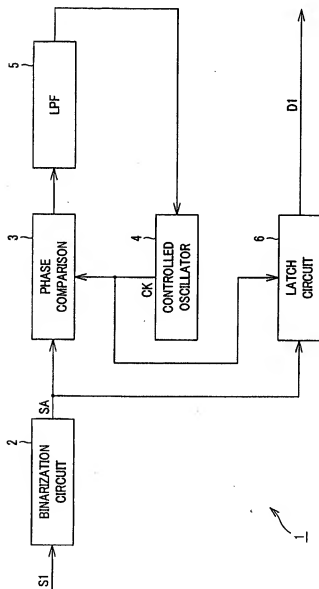 S1
2
BINARIZATION
CIRCUIT
SA
3
PHASE
COMPARISON
5
LPF
CK
4
CONTROLLED
OSCILLATOR
6
LATCH
CIRCUIT
D1
1